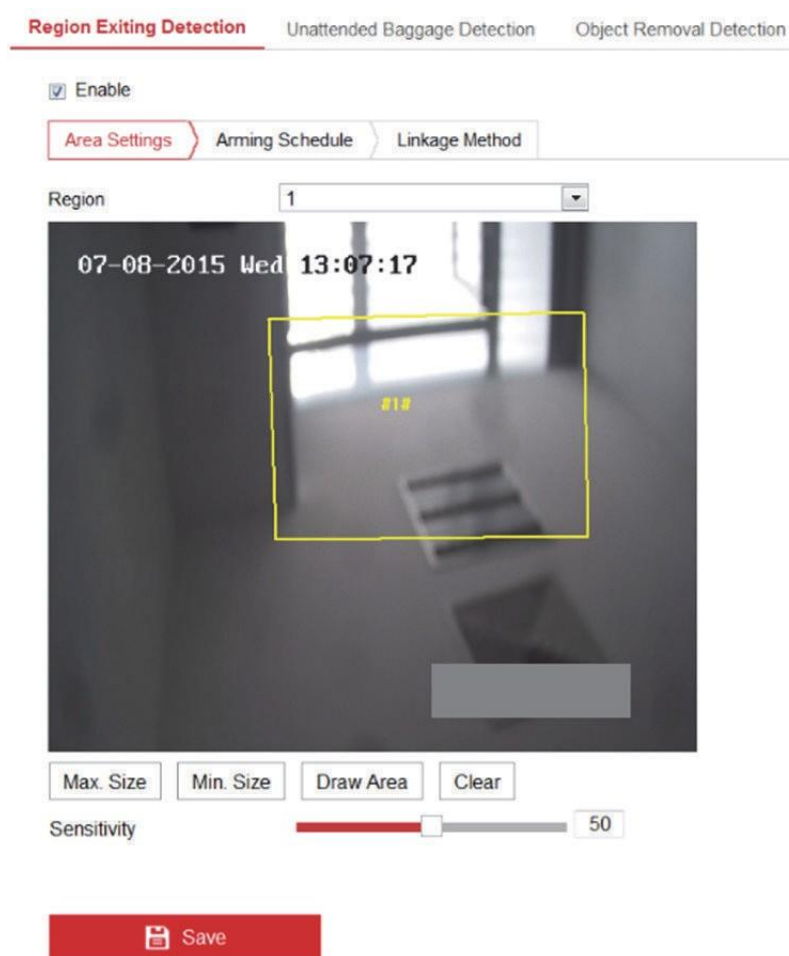 Region Exiting Detection Unattended Baggage Detection Object Removal Detection
Enable
Area Settings Arming Schedule Linkage Method
Region 1
07-08-2015 Wed 13:07:17
#1#
Max. Size Min. Size Draw Area Clear
Sensitivity 50
Save